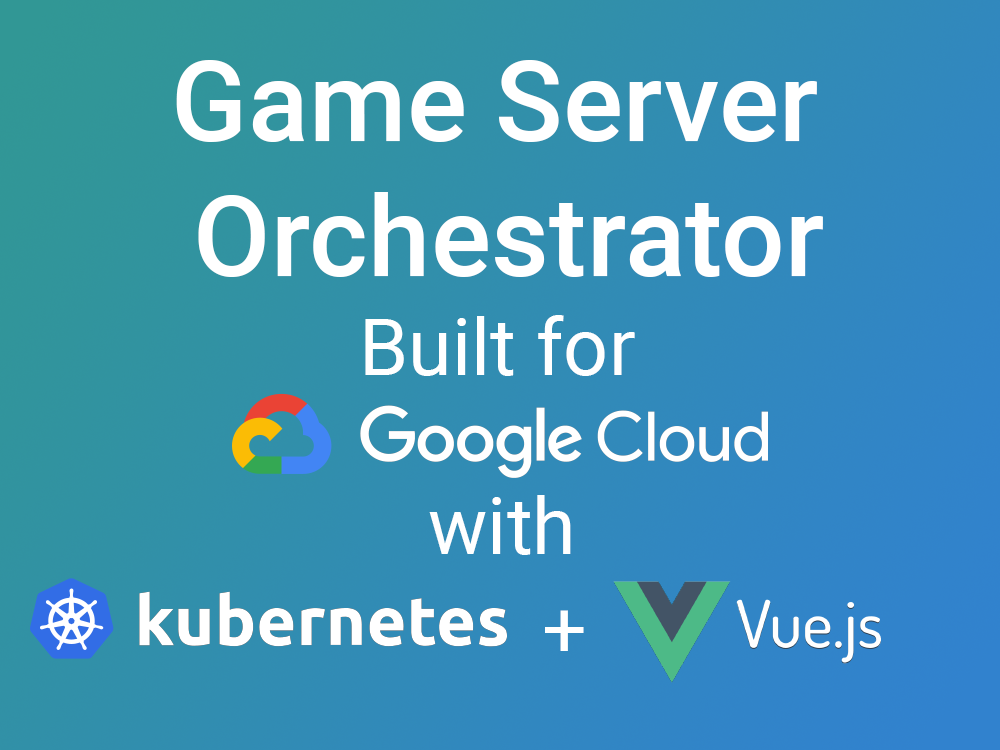 Game Server
Orchestrator
Built for
Google Cloud
with
kubernetes + Vue.js